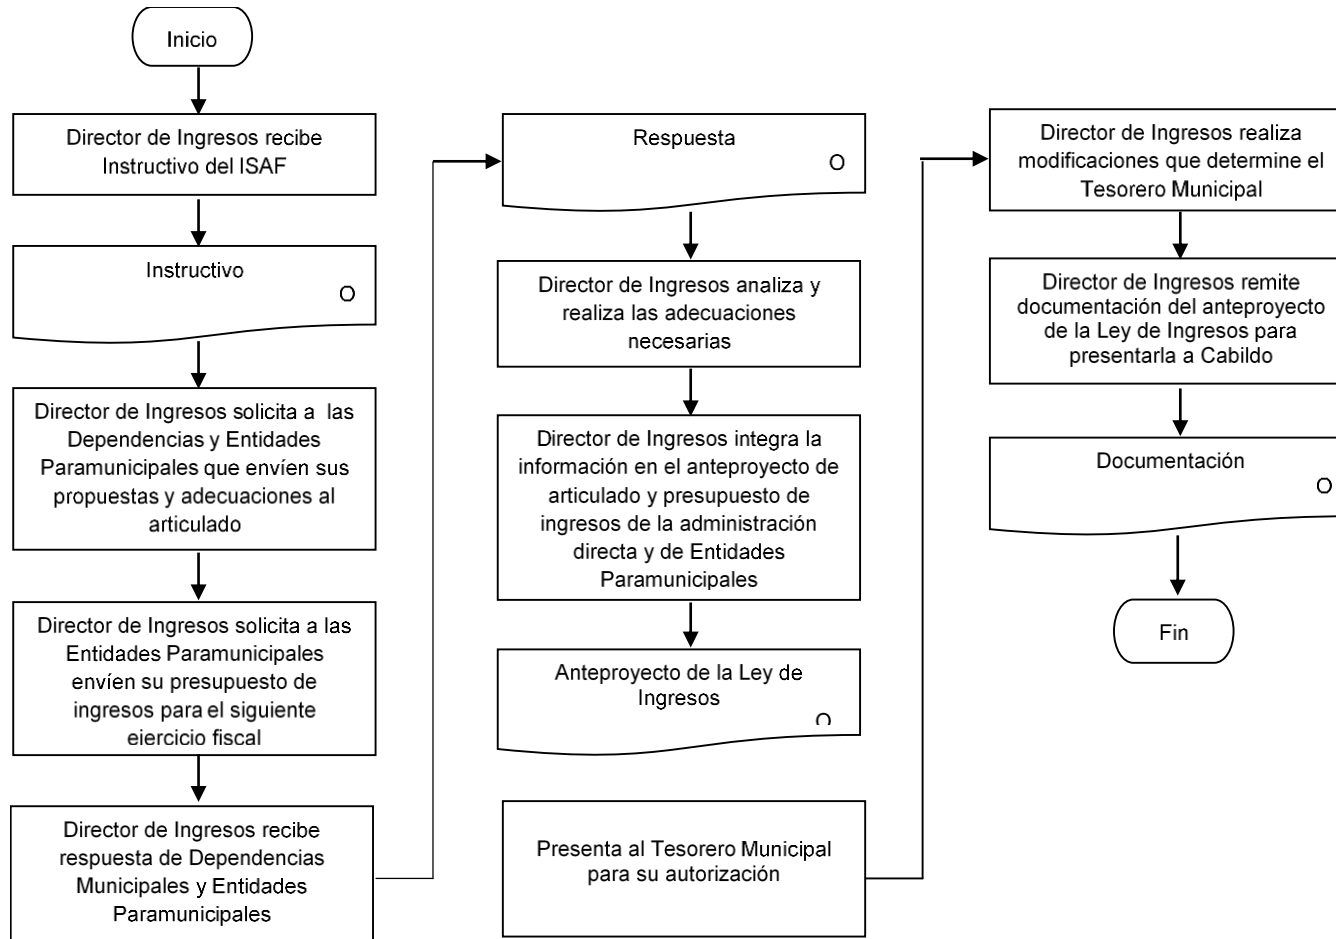 Inicio
Director de Ingresos recibe
Instructivo del ISAF
Instructivo
O
Director de Ingresos solicita a las
Dependencias y Entidades
Paramunicipales que envíen sus
propuestas y adecuaciones al
articulado
Director de Ingresos solicita a las
Entidades Paramunicipales
envíen su presupuesto de
ingresos para el siguiente
ejercicio fiscal
Director de Ingresos recibe
respuesta de Dependencias
Municipales y Entidades
Paramunicipales
Respuesta
O
Director de Ingresos analiza y
realiza las adecuaciones
necesarias
Director de Ingresos integra la
información en el anteproyecto de
articulado y presupuesto de
ingresos de la administración
directa y de Entidades
Paramunicipales
Anteproyecto de la Ley de
Ingresos
O
Presenta al Tesorero Municipal
para su autorización
Director de Ingresos realiza
modificaciones que determine el
Tesorero Municipal
Director de Ingresos remite
documentación del anteproyecto
de la Ley de Ingresos para
presentarla a Cabildo
Documentación
O
Fin